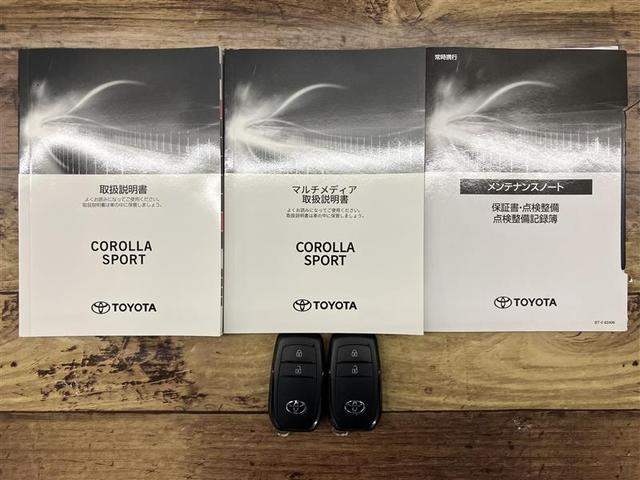 取扱説明書
よくお読みになってご使用ください。
取扱説明書は車の中に保管しましょう。
COROLLA
SPORT
TOYOTA
マルチメディア
取扱説明書
よくお読みになってご使用ください。
取扱説明書は車の中に保管しましょう。
COROLLA
SPORT
TOYOTA
常時携行
メンテナンスノート
保証書・点検整備
点検整備記録簿
TOYOTA